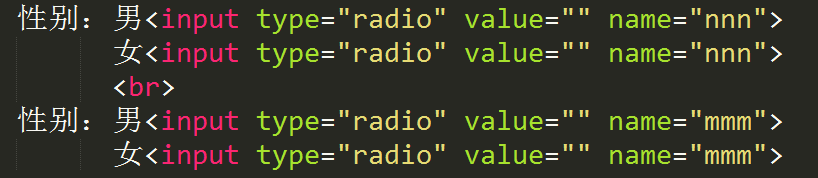 性别：男<input type="radio" value="" name="nnn">
女<input type="radio" value="" name="nnn">
<br>
性别：男<input type="radio" value="" name="mmm">
女<input type="radio" value="" name="mmm">